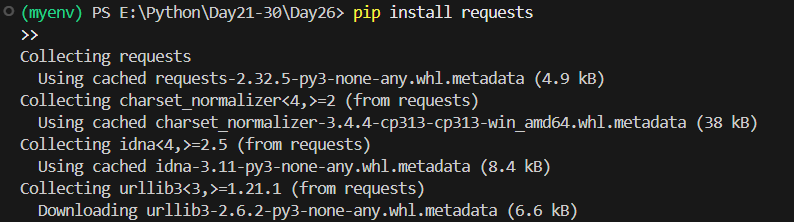 (myenv) PS E:\Python\Day21-30\Day26> pip install requests
>>
Collecting requests
  Using cached requests-2.32.5-py3-none-any.whl.metadata (4.9 kB)
Collecting charset_normalizer<4,>=2 (from requests)
  Using cached charset_normalizer-3.4.4-cp313-cp313-win_amd64.whl.metadata (38 kB)
Collecting idna<4,>=2.5 (from requests)
  Using cached idna-3.11-py3-none-any.whl.metadata (8.4 kB)
Collecting urllib3<3,>=1.21.1 (from requests)
  Downloading urllib3-2.6.2-py3-none-any.whl.metadata (6.6 kB)